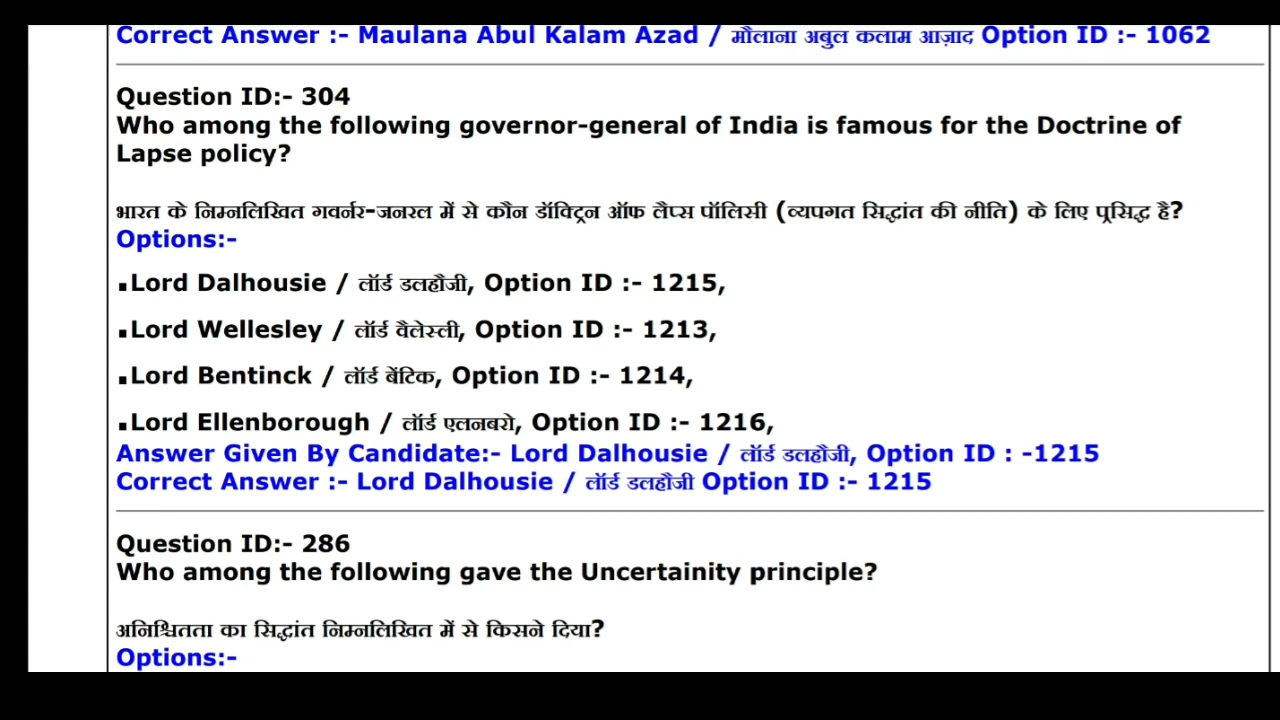 Correct Answer :- Maulana Abul Kalam Azad / मौलाना अबुल कलाम आज़ाद Option ID :- 1062
Question ID:- 304
Who among the following governor-general of India is famous for the Doctrine of
Lapse policy?
भारत के निम्नलिखित गवर्नर-जनरल में से कौन डॉक्ट्रिन ऑफ लैप्स पॉलिसी (व्यपगत सिद्धांत की नीति) के लिए प्रसिद्ध है?
Options:-
▪Lord Dalhousie / लॉर्ड डलहौजी, Option ID :- 1215,
▪Lord Wellesley / लॉर्ड वैलेस्ली, Option ID :- 1213,
▪Lord Bentinck / लॉर्ड बेंटिक, Option ID :- 1214,
▪Lord Ellenborough / लॉर्ड एलनबरो, Option ID :- 1216,
Answer Given By Candidate:- Lord Dalhousie / लॉर्ड डलहौजी, Option ID : -1215
Correct Answer :- Lord Dalhousie / लॉर्ड डलहौजी Option ID :- 1215
Question ID:- 286
Who among the following gave the Uncertainity principle?
अनिश्चितता का सिद्धांत निम्नलिखित में से किसने दिया?
Options:-